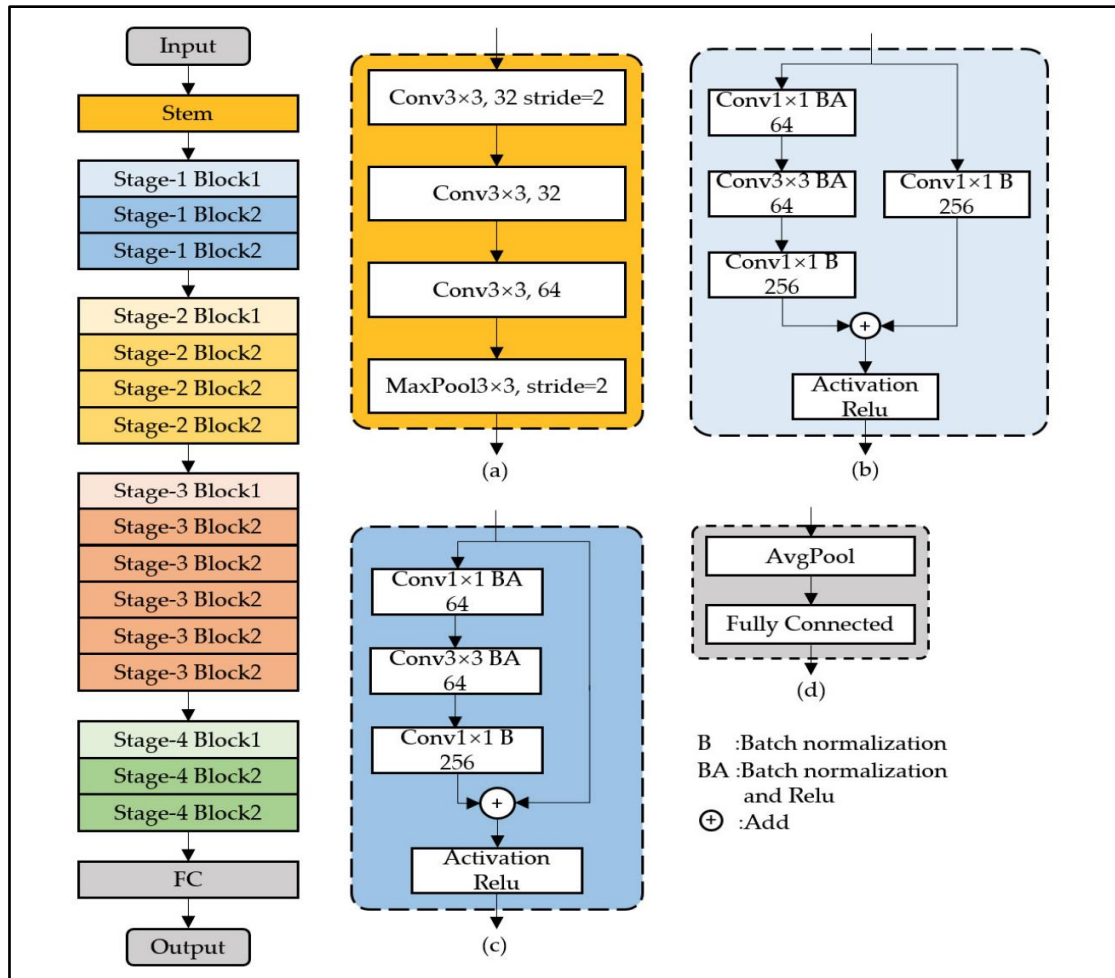 Input
Stem
Stage-1 Block1
Stage-1 Block2
Stage-1 Block2
Stage-2 Block1
Stage-2 Block2
Stage-2 Block2
Stage-2 Block2
Stage-3 Block1
Stage-3 Block2
Stage-3 Block2
Stage-3 Block2
Stage-3 Block2
Stage-3 Block2
Stage-4 Block1
Stage-4 Block2
Stage-4 Block2
FC
Output
Conv3×3, 32 stride=2
Conv3×3, 32
Conv3×3, 64
MaxPool3×3, stride=2
(a)
Conv1×1 BA
64
Conv3×3 BA
64
Conv1×1 B
256
Conv1×1 B
256
+
Activation
Relu
(b)
Conv1×1 BA
64
Conv3×3 BA
64
Conv1×1 B
256
+
Activation
Relu
(c)
AvgPool
Fully Connected
(d)
B :Batch normalization
BA :Batch normalization
and Relu
+ :Add